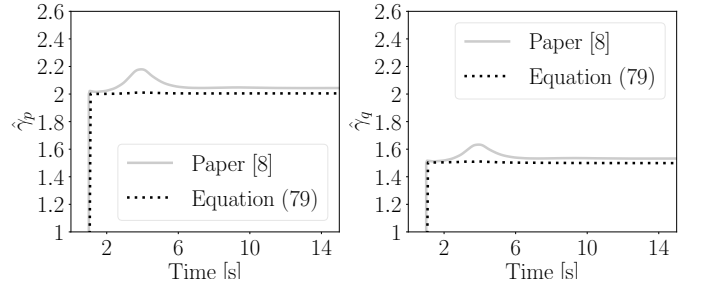 2.6
2.4
2.2
2
1.8
1.6
1.4
1.2
1
γ̂p
Paper [8]
Equation (79)
2 6 10 14
Time [s]
2.6
2.4
2.2
2
1.8
1.6
1.4
1.2
1
γ̂q
Paper [8]
Equation (79)
2 6 10 14
Time [s]